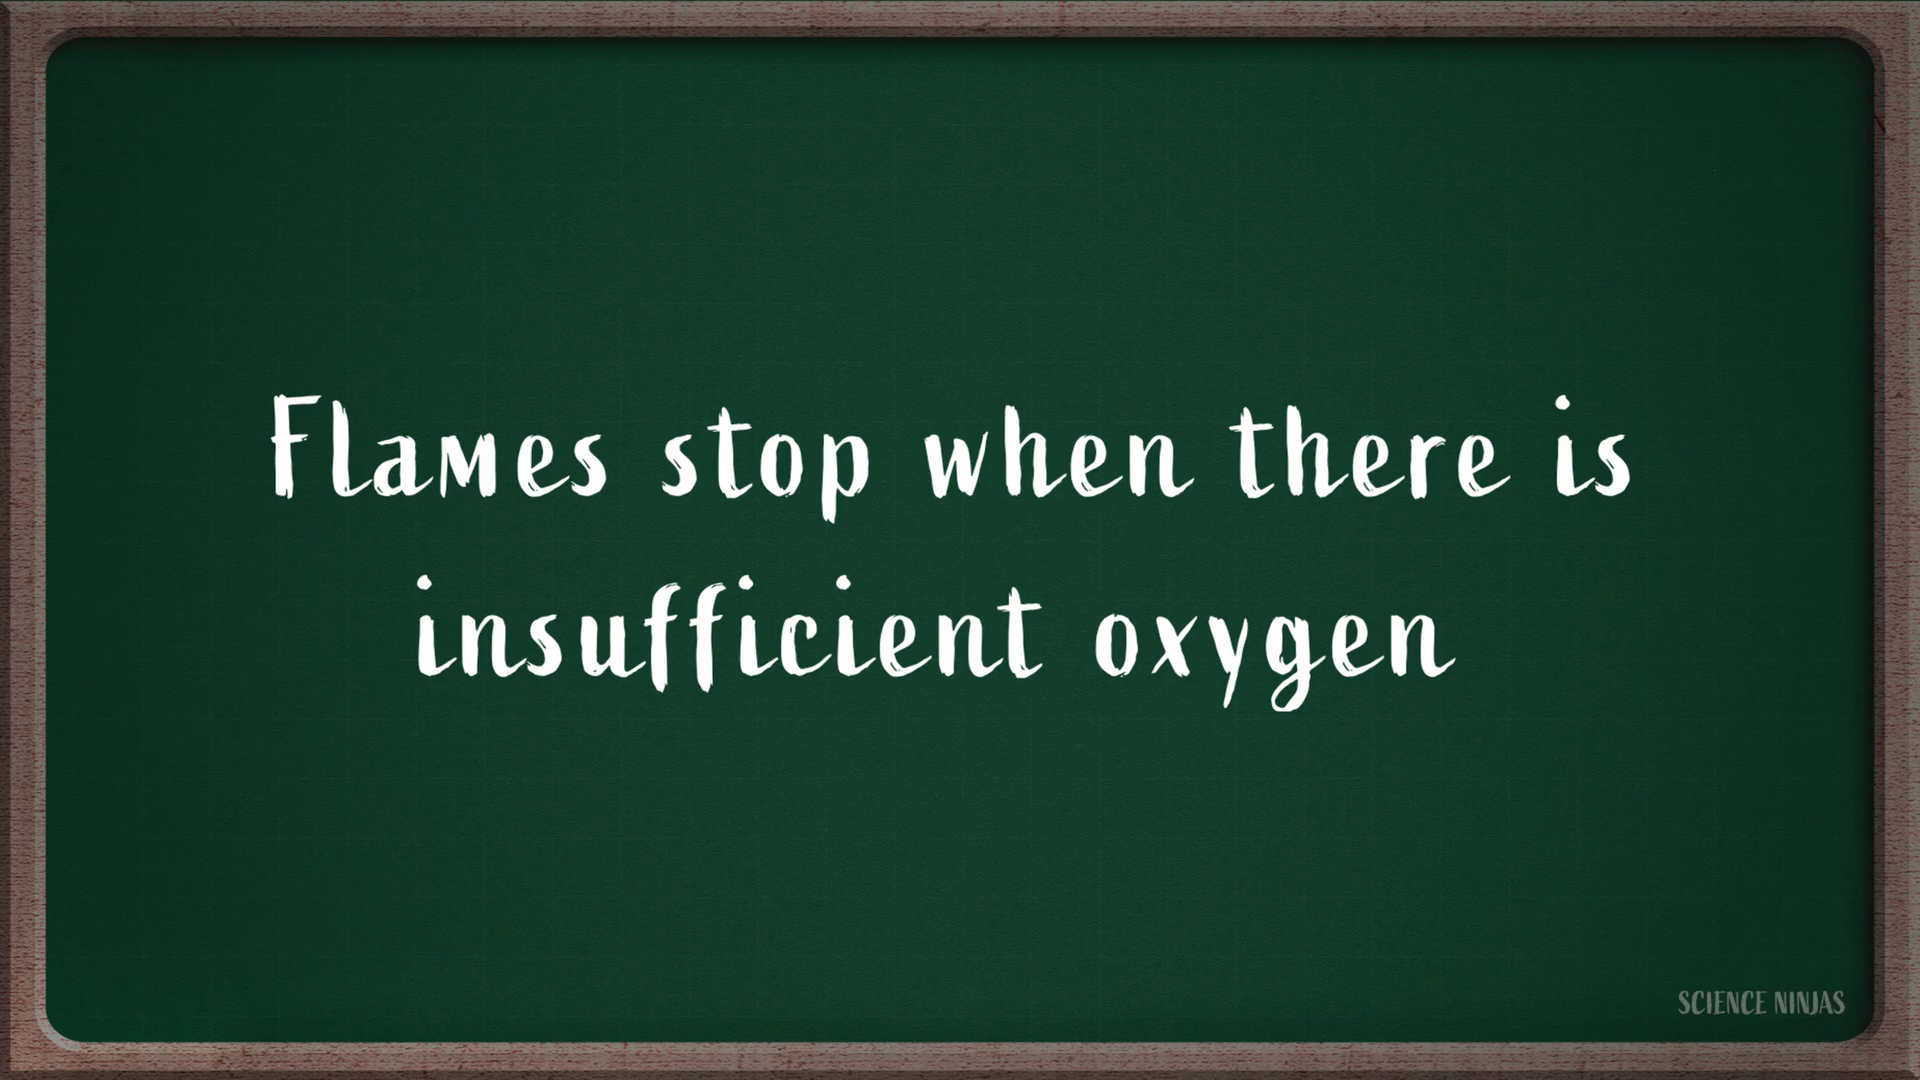 Flames stop when there is
insufficient oxygen
SCIENCE NINJAS